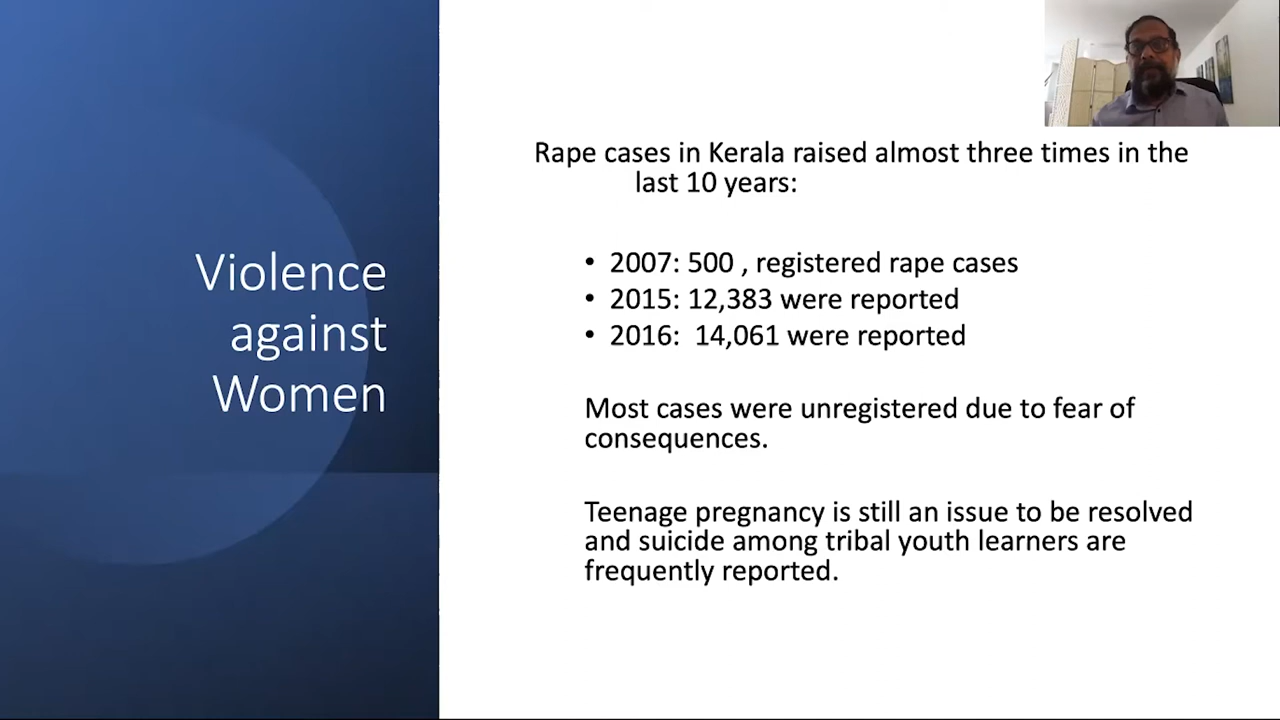 Violence
against
Women
Rape cases in Kerala raised almost three times in the
last 10 years:
• 2007: 500 , registered rape cases
• 2015: 12,383 were reported
• 2016:  14,061 were reported
Most cases were unregistered due to fear of
consequences.
Teenage pregnancy is still an issue to be resolved
and suicide among tribal youth learners are
frequently reported.